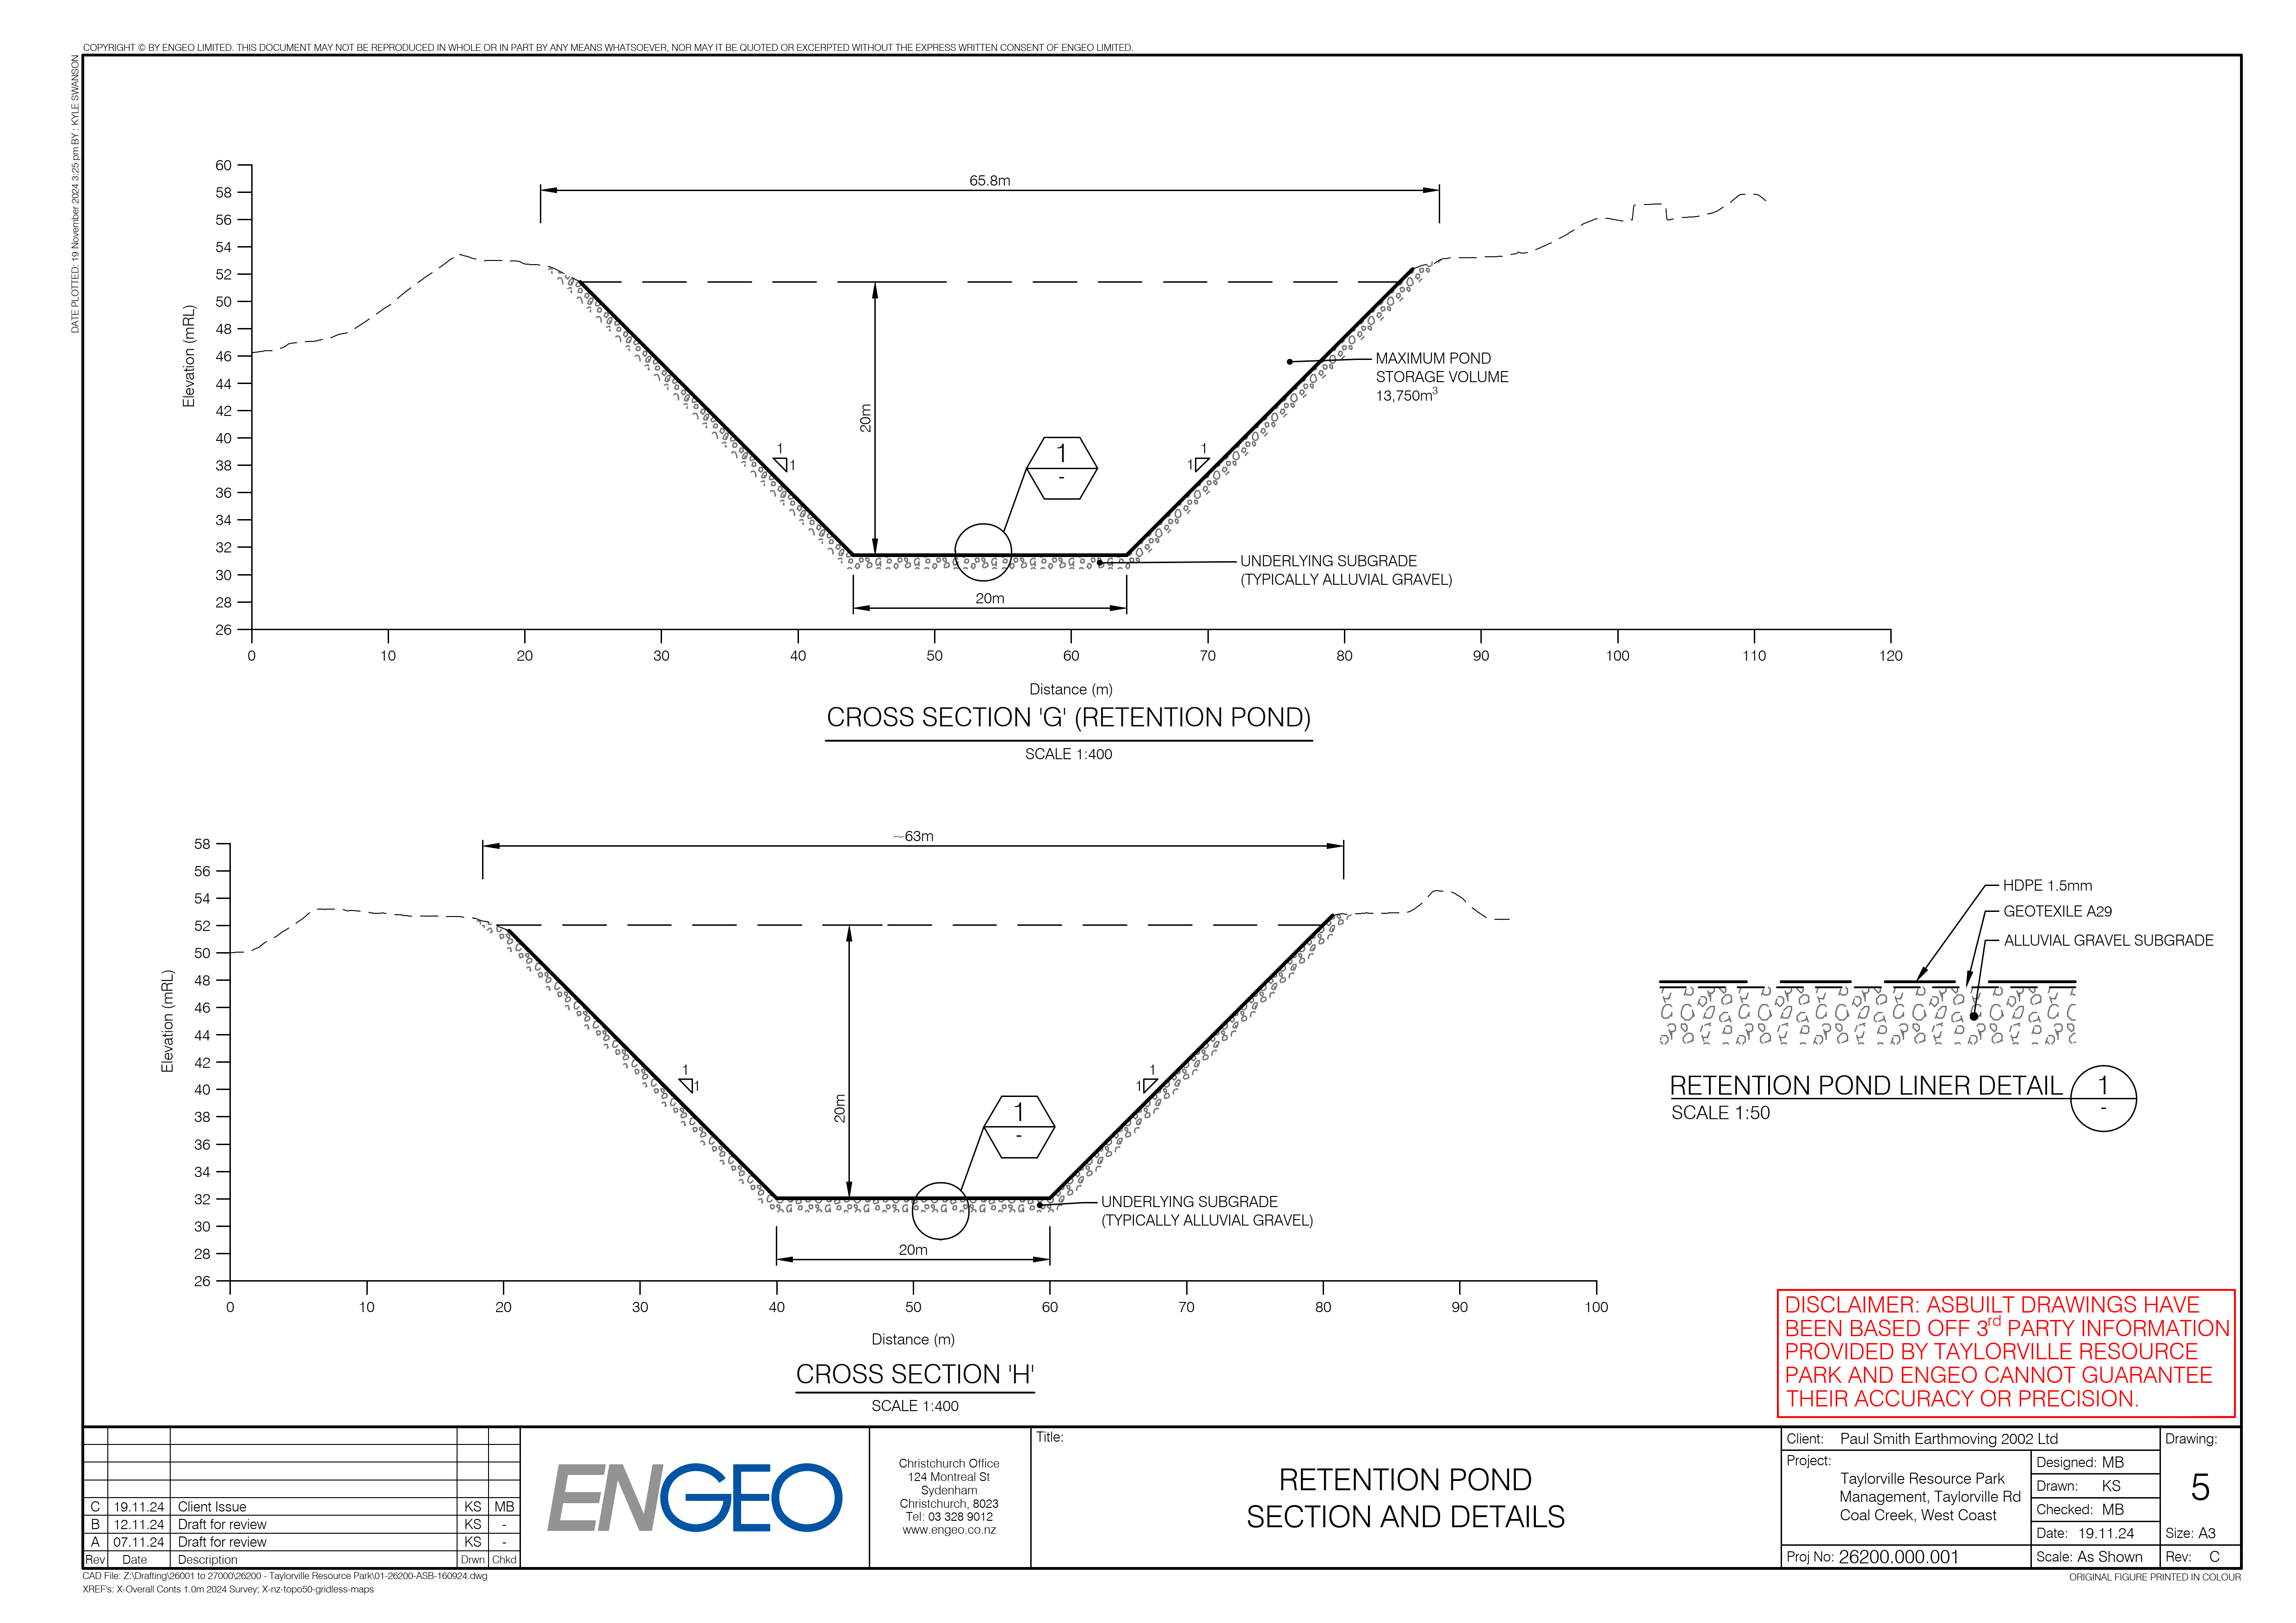 COPYRIGHT © BY ENGEO LIMITED. THIS DOCUMENT MAY NOT BE REPRODUCED IN WHOLE OR IN PART BY ANY MEANS WHATSOEVER, NOR MAY IT BE QUOTED OR EXCERPTED WITHOUT THE EXPRESS WRITTEN CONSENT OF ENGEO LIMITED.
DATE PLOTTED: 19 November 2024 3:25 pm BY : KYLE SWANSON
60
58
56
54
52
50
48
46
44
42
40
38
36
34
32
30
28
26
Elevation (mRL)
65.8m
20m
1
1
1
1
1
-
MAXIMUM POND
STORAGE VOLUME
13,750m³
UNDERLYING SUBGRADE
(TYPICALLY ALLUVIAL GRAVEL)
20m
0 10 20 30 40 50 60 70 80 90 100 110 120
Distance (m)
CROSS SECTION 'G' (RETENTION POND)
SCALE 1:400
58
56
54
52
50
48
46
44
42
40
38
36
34
32
30
28
26
Elevation (mRL)
~63m
20m
1
1
1
1
1
-
UNDERLYING SUBGRADE
(TYPICALLY ALLUVIAL GRAVEL)
20m
0 10 20 30 40 50 60 70 80 90 100
Distance (m)
CROSS SECTION 'H'
SCALE 1:400
HDPE 1.5mm
GEOTEXILE A29
ALLUVIAL GRAVEL SUBGRADE
RETENTION POND LINER DETAIL
1
-
SCALE 1:50
DISCLAIMER: ASBUILT DRAWINGS HAVE
BEEN BASED OFF 3rd PARTY INFORMATION
PROVIDED BY TAYLORVILLE RESOURCE
PARK AND ENGEO CANNOT GUARANTEE
THEIR ACCURACY OR PRECISION.
C 19.11.24 Client Issue KS MB
B 12.11.24 Draft for review KS -
A 07.11.24 Draft for review KS -
Rev Date Description Drwn Chkd
ENGEO
Christchurch Office
124 Montreal St
Sydenham
Christchurch, 8023
Tel: 03 328 9012
www.engeo.co.nz
Title:
RETENTION POND
SECTION AND DETAILS
Client: Paul Smith Earthmoving 2002 Ltd
Project:
Taylorville Resource Park
Management, Taylorville Rd
Coal Creek, West Coast
Proj No: 26200.000.001
Designed: MB
Drawn: KS
Checked: MB
Date: 19.11.24
Scale: As Shown
Drawing:
5
Size: A3
Rev: C
CAD File: Z:\Drafting\26001 to 27000\26200 - Taylorville Resource Park\01-26200-ASB-160924.dwg
XREF's: X-Overall Conts 1.0m 2024 Survey; X-nz-topo50-gridless-maps
ORIGINAL FIGURE PRINTED IN COLOUR